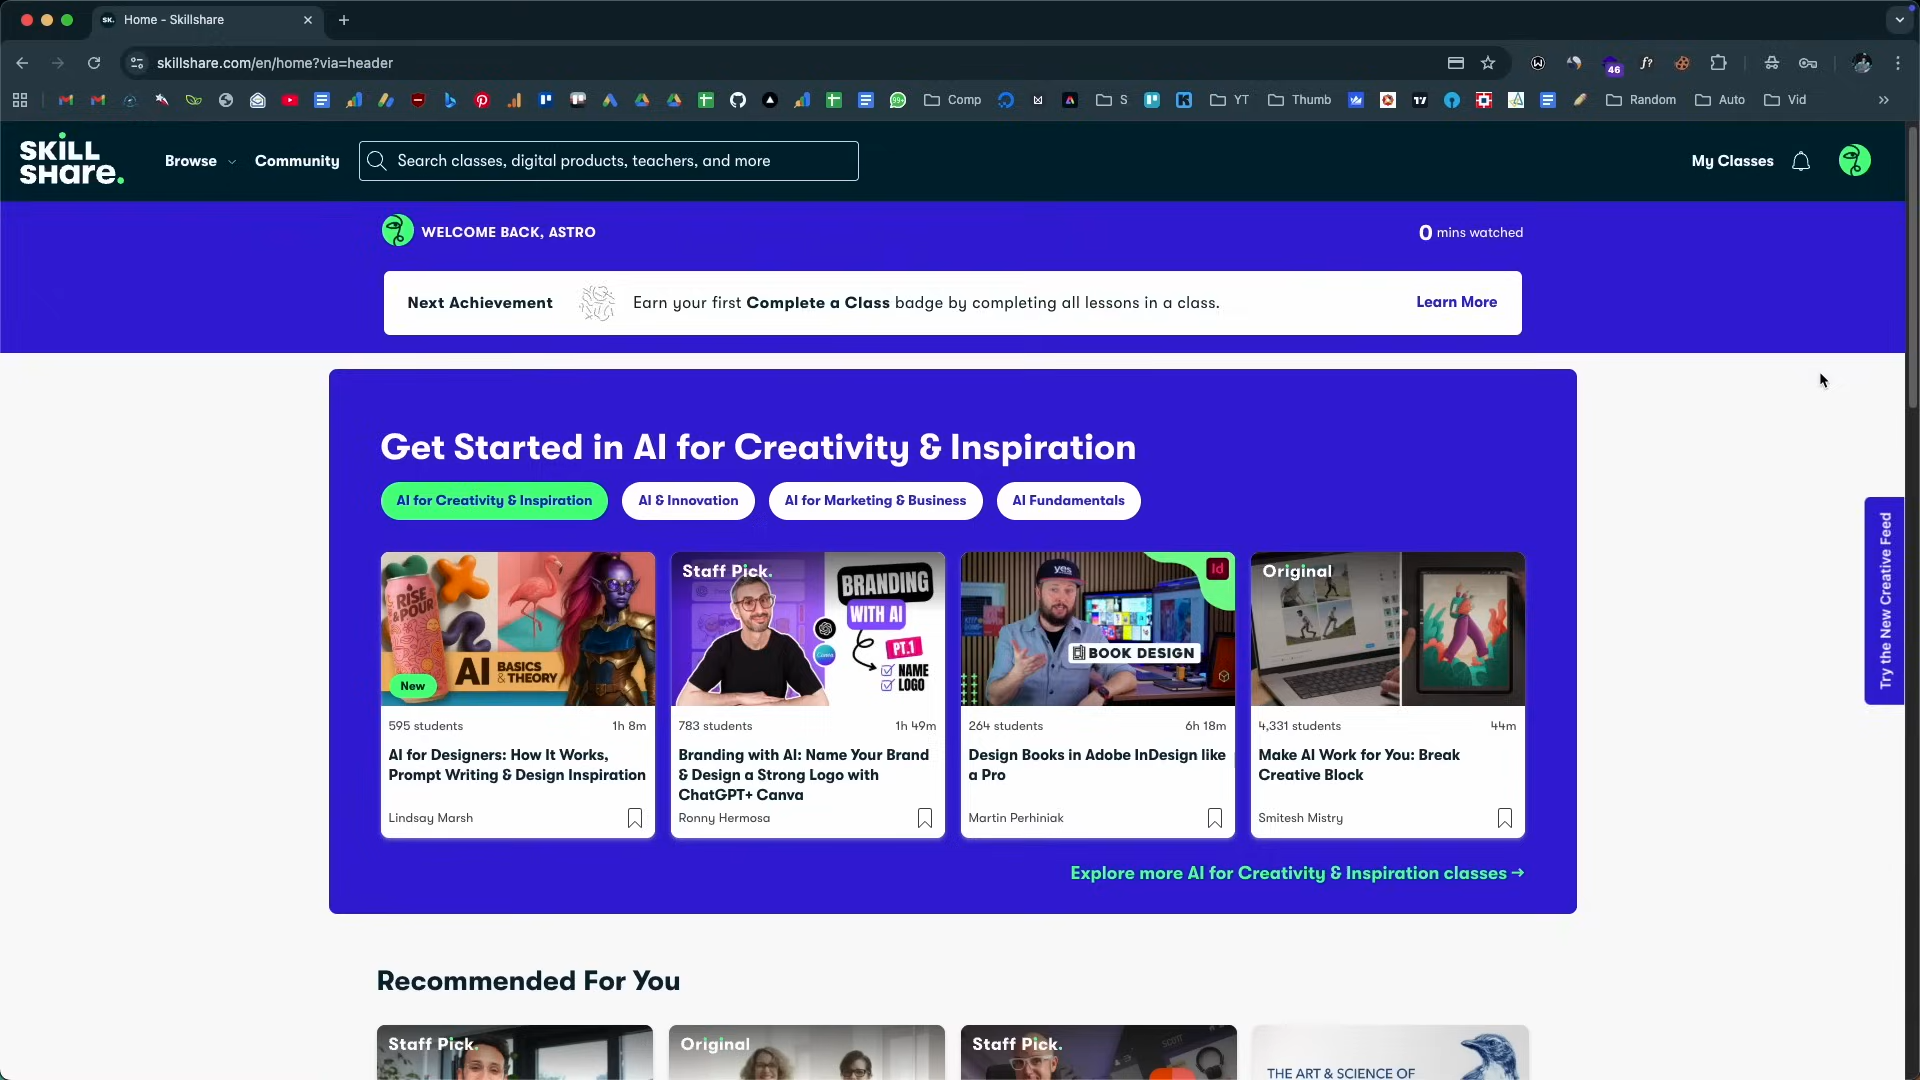 SK. Home - Skillshare
skillshare.com/en/home?via=header
46
f?
99+
Comp
S
YT
Thumb
Random
Auto
Vid
SKILL
SHare.
Browse
Community
Search classes, digital products, teachers, and more
My Classes
WELCOME BACK, ASTRO
0 mins watched
Next Achievement
Earn your first Complete a Class badge by completing all lessons in a class.
Learn More
Get Started in AI for Creativity & Inspiration
AI for Creativity & Inspiration
AI & Innovation
AI for Marketing & Business
AI Fundamentals
RISE
& POUR
AI BASICS
& THEORY
New
595 students
1h 8m
AI for Designers: How It Works,
Prompt Writing & Design Inspiration
Lindsay Marsh
Staff Pick.
BRANDING
WITH AI
PT.1
NAME
LOGO
Canva
783 students
1h 49m
Branding with AI: Name Your Brand
& Design a Strong Logo with
ChatGPT+ Canva
Ronny Hermosa
yes
Id
BOOK DESIGN
264 students
6h 18m
Design Books in Adobe InDesign like
a Pro
Martin Perhiniak
Original
4,331 students
44m
Make AI Work for You: Break
Creative Block
Smitesh Mistry
Explore more AI for Creativity & Inspiration classes →
Try the New Creative Feed
Recommended For You
Staff Pick.
Original
Staff Pick.
SCOTT
THE ART & SCIENCE OF